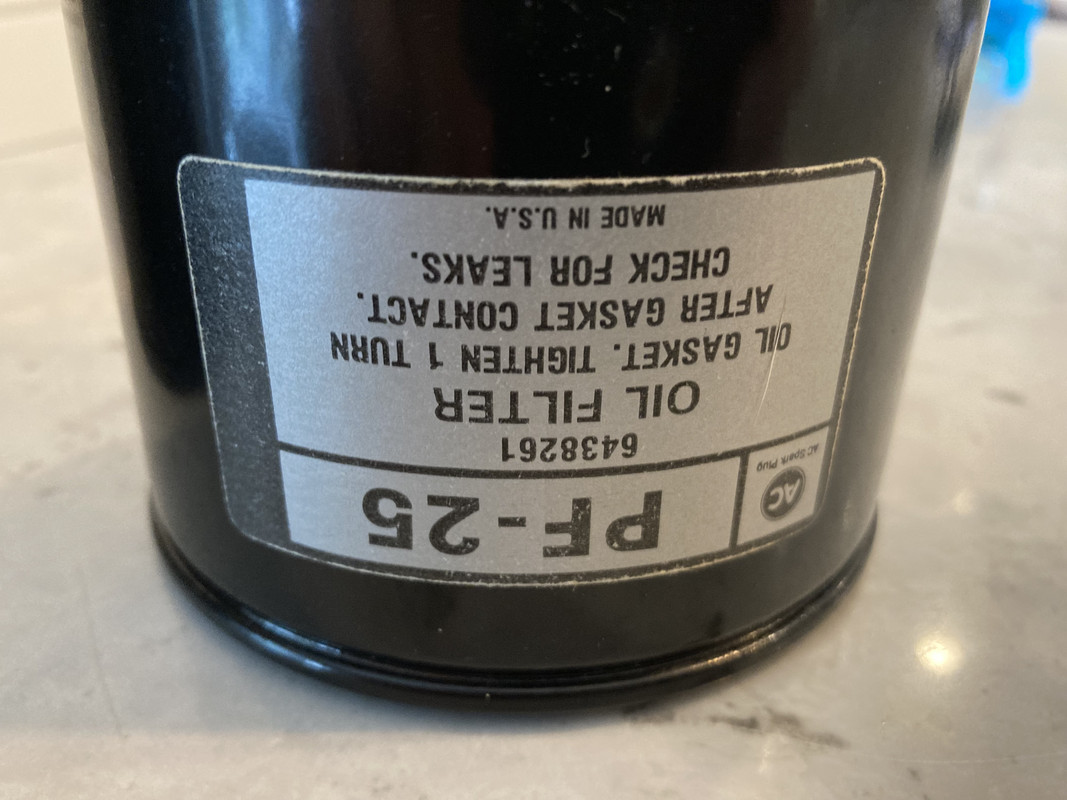 AC
AC Spark Plug
PF-25
6438261
OIL FILTER
OIL GASKET. TIGHTEN 1 TURN
AFTER GASKET CONTACT.
CHECK FOR LEAKS.
MADE IN U.S.A.